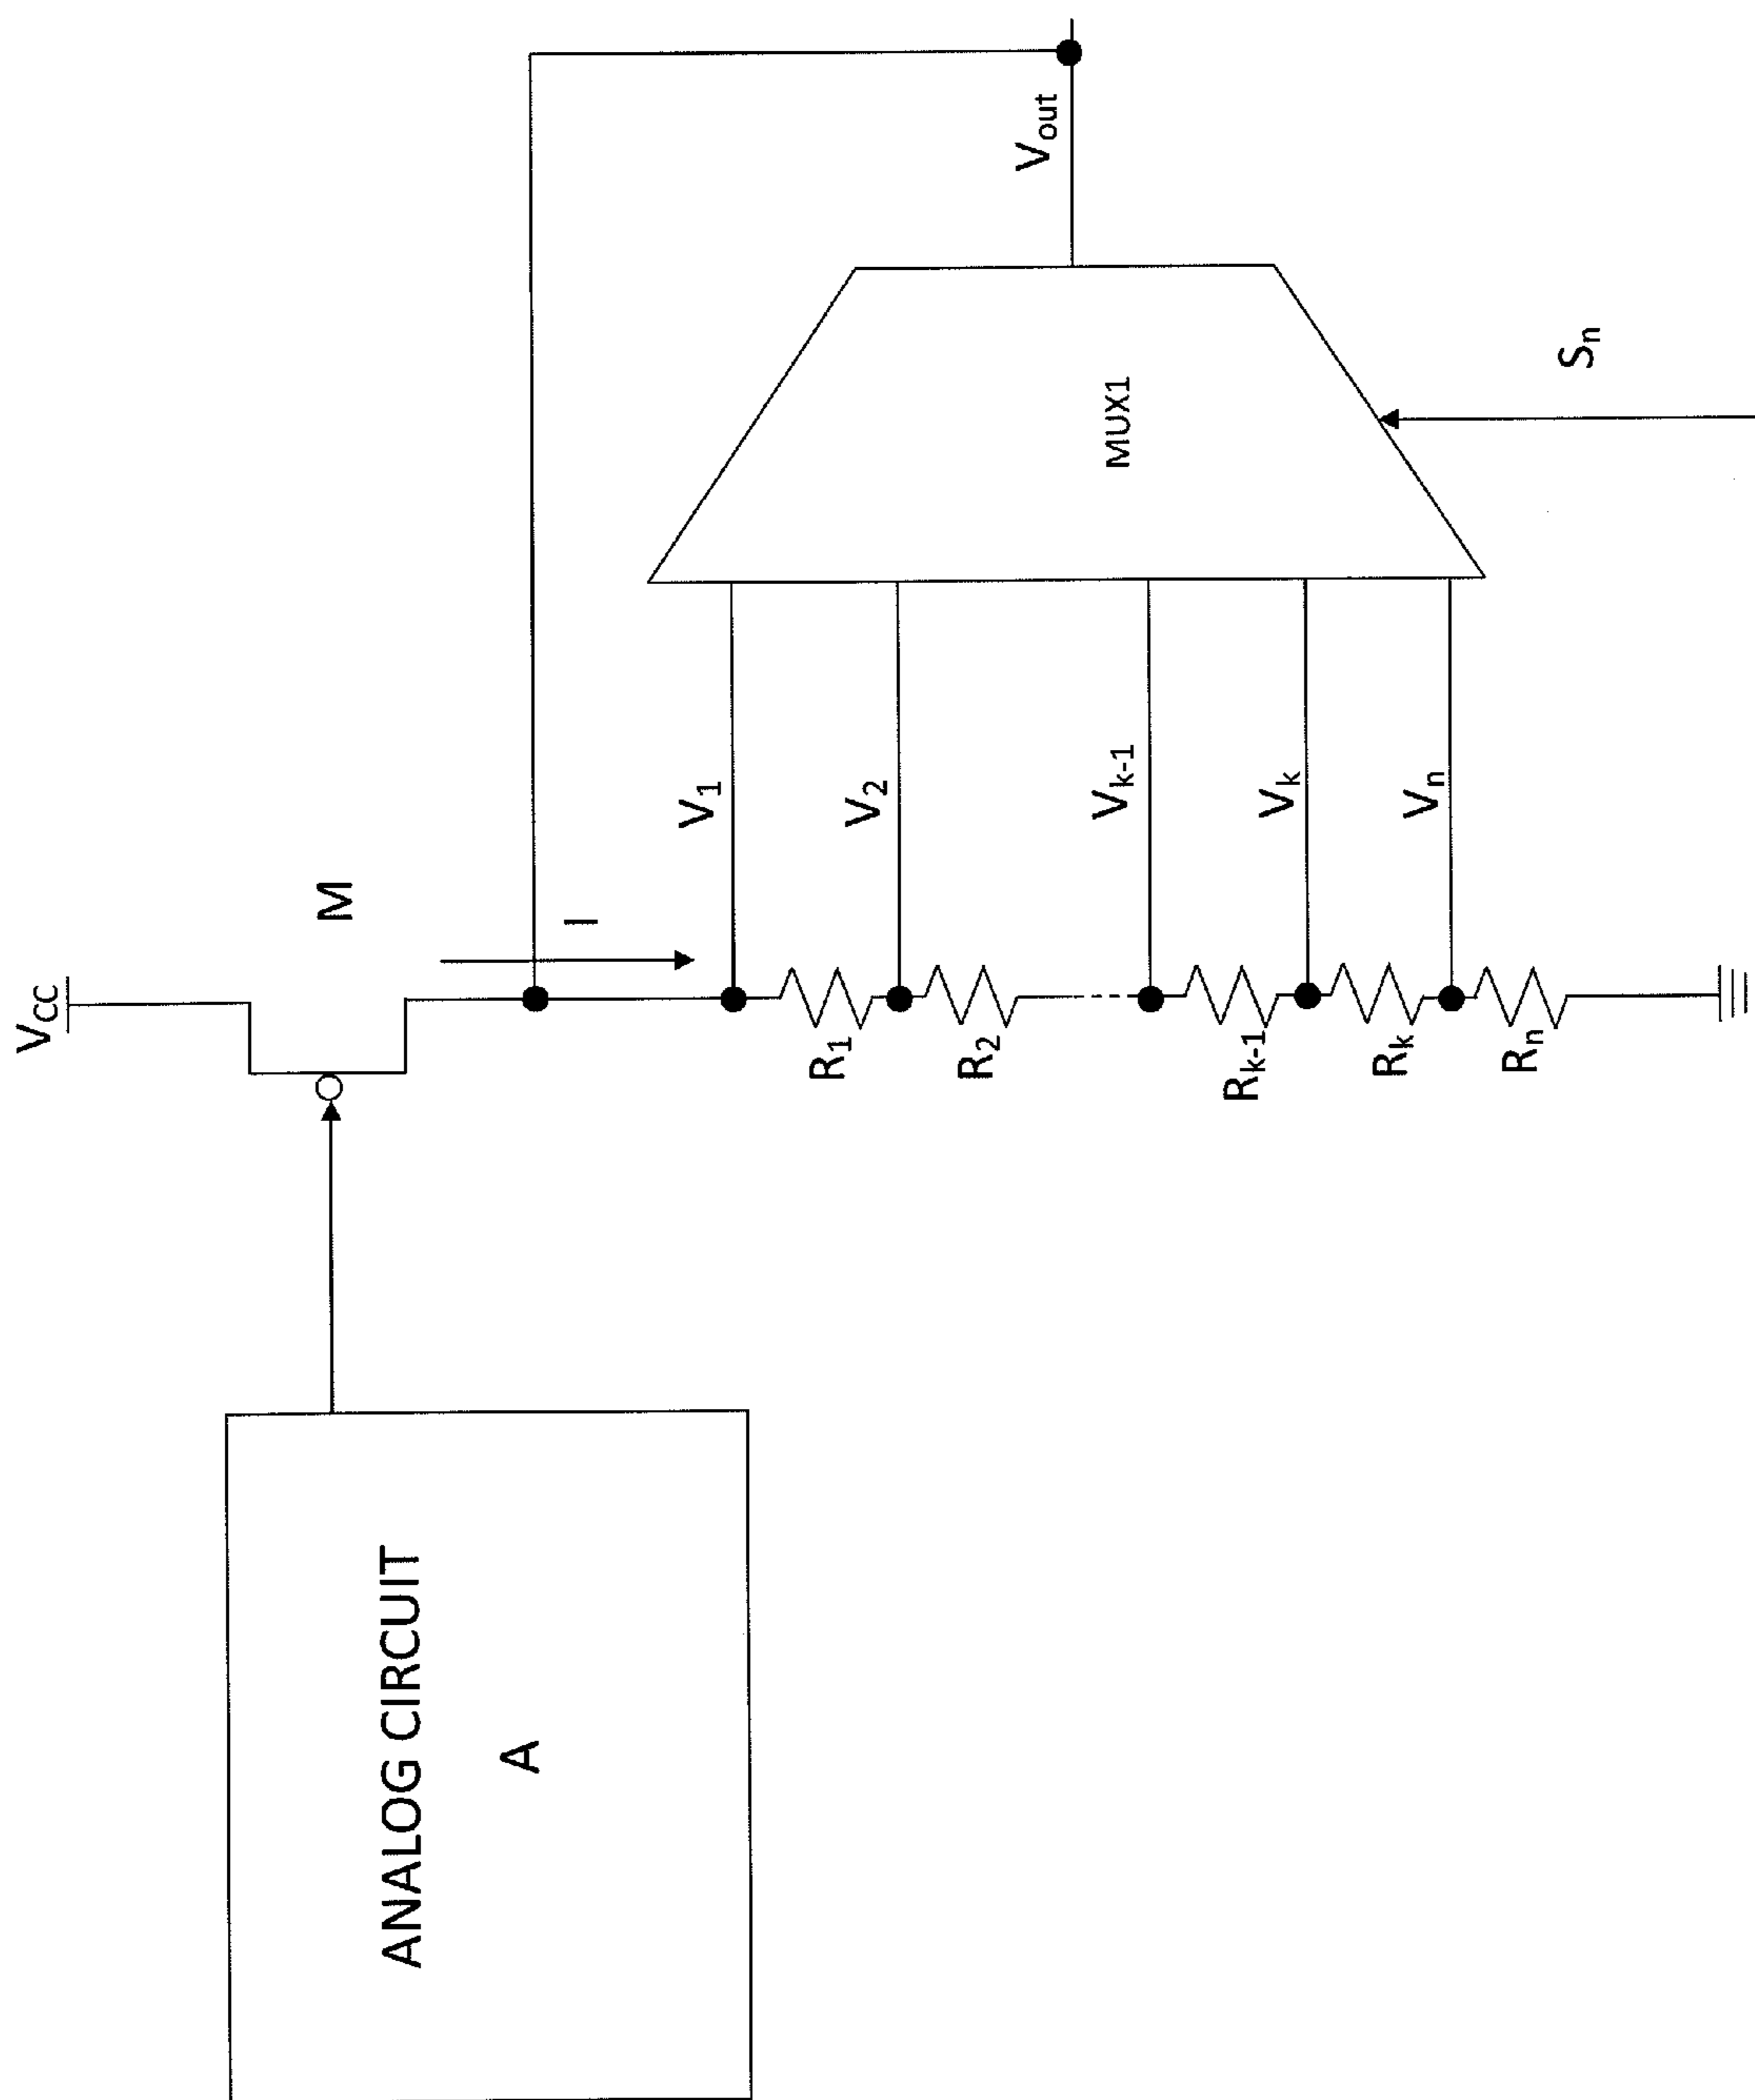 V_CC
M
I
V_out
ANALOG CIRCUIT
A
V_1
V_2
V_k-1
V_k
V_n
MUX1
S_n
R_1
R_2
R_k-1
R_k
R_n